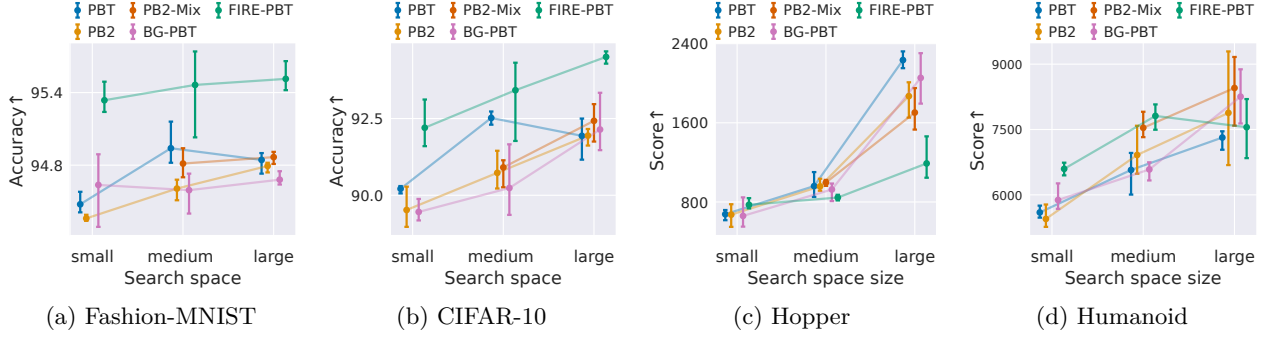 PBT PB2-Mix FIRE-PBT
PB2 BG-PBT
Accuracy↑
95.4
94.8
small medium large
Search space
(a) Fashion-MNIST
PBT PB2-Mix FIRE-PBT
PB2 BG-PBT
Accuracy↑
92.5
90.0
small medium large
Search space
(b) CIFAR-10
PBT PB2-Mix FIRE-PBT
PB2 BG-PBT
Score↑
2400
1600
800
small medium large
Search space size
(c) Hopper
PBT PB2-Mix FIRE-PBT
PB2 BG-PBT
Score↑
9000
7500
6000
small medium large
Search space size
(d) Humanoid